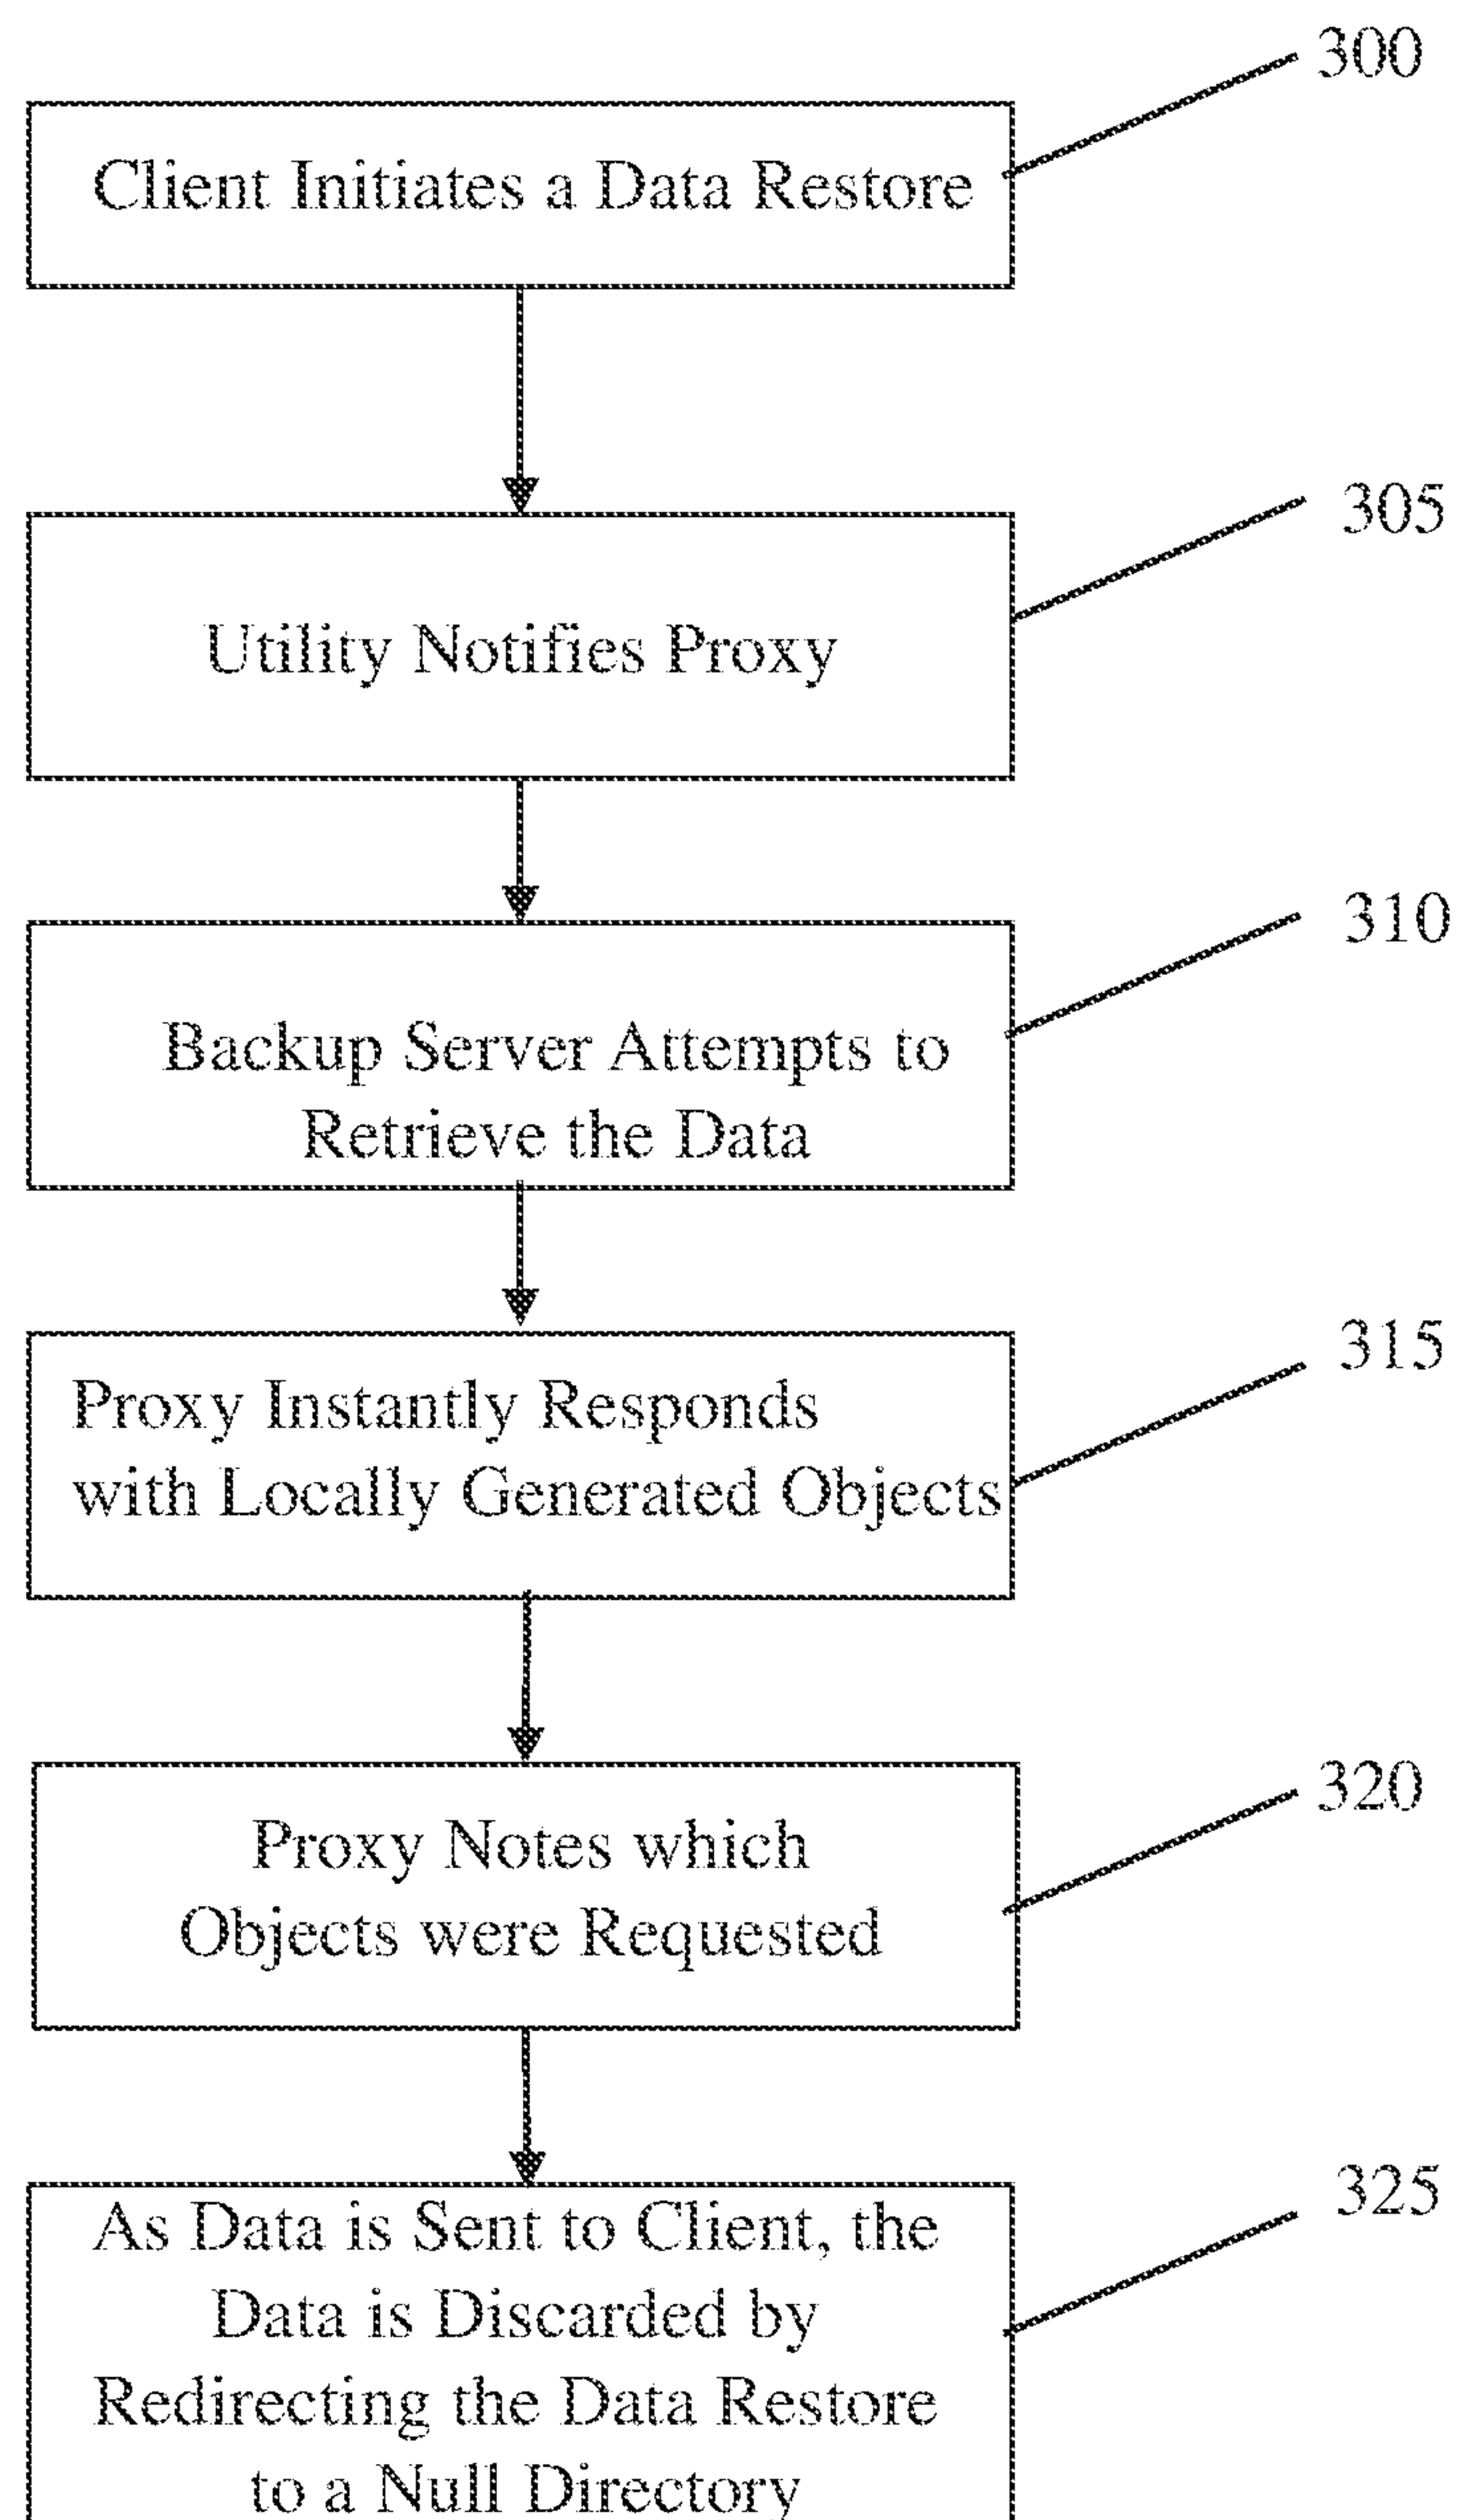 300
Client Initiates a Data Restore
305
Utility Notifies Proxy
310
Backup Server Attempts to
Retrieve the Data
315
Proxy Instantly Responds
with Locally Generated Objects
320
Proxy Notes which
Objects were Requested
325
As Data is Sent to Client, the
Data is Discarded by
Redirecting the Data Restore
to a Null Directory